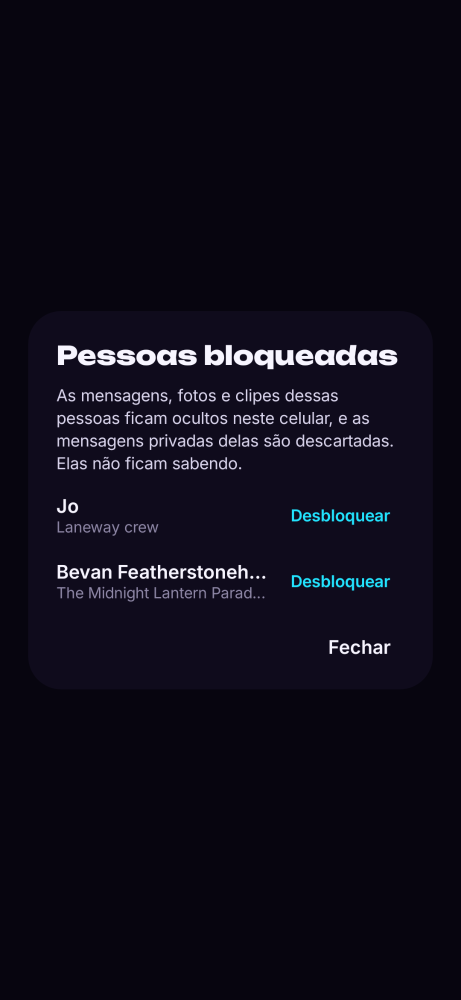 Pessoas bloqueadas
As mensagens, fotos e clipes dessas
pessoas ficam ocultos neste celular, e as
mensagens privadas delas são descartadas.
Elas não ficam sabendo.
Jo
Laneway crew
Desbloquear
Bevan Featherstoneh...
The Midnight Lantern Parad...
Desbloquear
Fechar